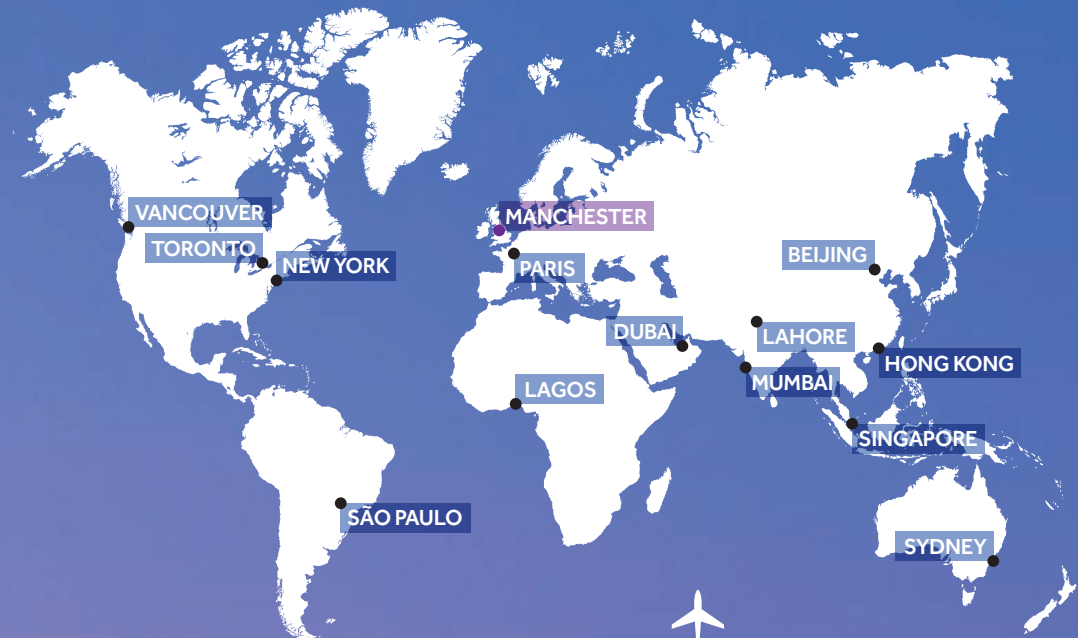 VANCOUVER
MANCHESTER
TORONTO
NEW YORK
PARIS
BEIJING
DUBAI
LAHORE
HONG KONG
MUMBAI
LAGOS
SINGAPORE
SÃO PAULO
SYDNEY